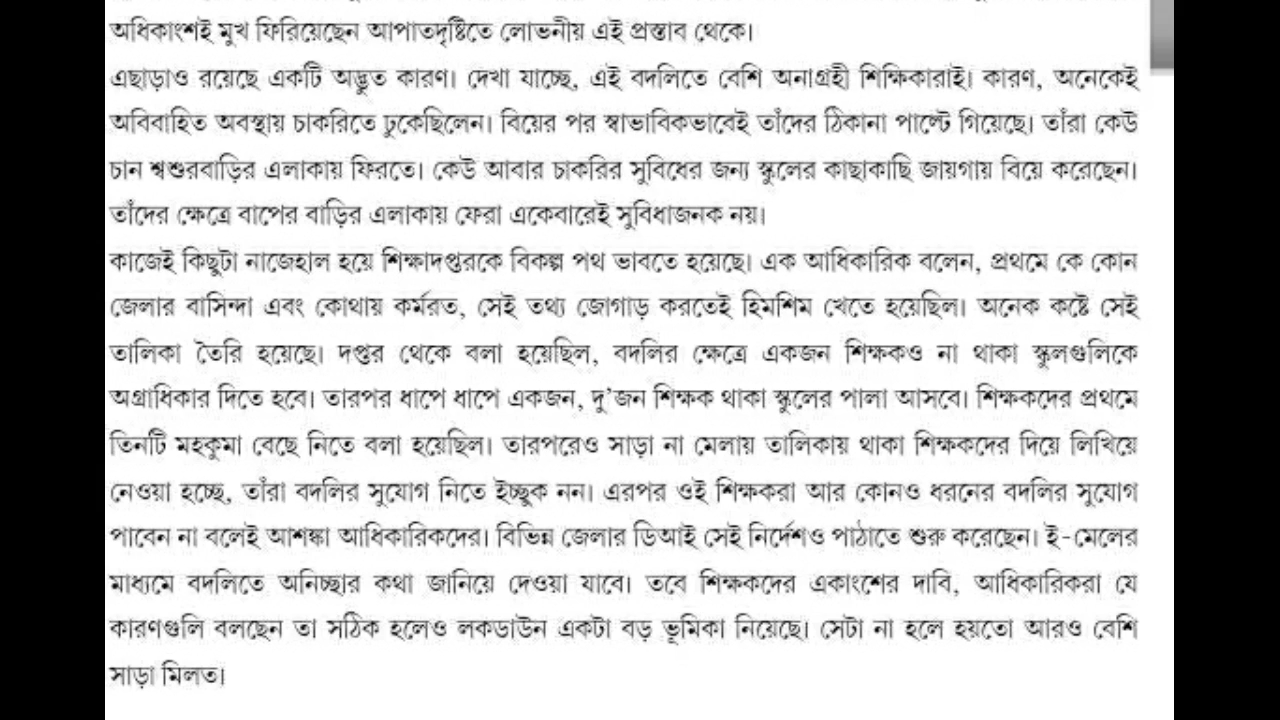 অধিকাংশই মুখ ফিরিয়েছেন আপাতদৃষ্টিতে লোভনীয় এই প্রস্তাব থেকে।
এছাড়াও রয়েছে একটি অদ্ভুত কারণ। দেখা যাচ্ছে, এই বদলিতে বেশি অনাগ্রহী শিক্ষিকারাই। কারণ, অনেকেই
অবিবাহিত অবস্থায় চাকরিতে ঢুকেছিলেন। বিয়ের পর স্বাভাবিকভাবেই তাঁদের ঠিকানা পাল্টে গিয়েছে। তাঁরা কেউ
চান শ্বশুরবাড়ির এলাকায় ফিরতে। কেউ আবার চাকরির সুবিধের জন্য স্কুলের কাছাকাছি জায়গায় বিয়ে করেছেন।
তাঁদের ক্ষেত্রে বাপের বাড়ির এলাকায় ফেরা একেবারেই সুবিধাজনক নয়।
কাজেই কিছুটা নাজেহাল হয়ে শিক্ষাদপ্তরকে বিকল্প পথ ভাবতে হয়েছে। এক আধিকারিক বলেন, প্রথমে কে কোন
জেলার বাসিন্দা এবং কোথায় কর্মরত, সেই তথ্য জোগাড় করতেই হিমশিম খেতে হয়েছিল। অনেক কষ্টে সেই
তালিকা তৈরি হয়েছে। দপ্তর থেকে বলা হয়েছিল, বদলির ক্ষেত্রে একজন শিক্ষকও না থাকা স্কুলগুলিকে
অগ্রাধিকার দিতে হবে। তারপর ধাপে ধাপে একজন, দু’জন শিক্ষক থাকা স্কুলের পালা আসবে। শিক্ষকদের প্রথমে
তিনটি মহকুমা বেছে নিতে বলা হয়েছিল। তারপরেও সাড়া না মেলায় তালিকায় থাকা শিক্ষকদের দিয়ে লিখিয়ে
নেওয়া হচ্ছে, তাঁরা বদলির সুযোগ নিতে ইচ্ছুক নন। এরপর ওই শিক্ষকরা আর কোনও ধরনের বদলির সুযোগ
পাবেন না বলেই আশঙ্কা আধিকারিকদের। বিভিন্ন জেলার ডিআই সেই নির্দেশও পাঠাতে শুরু করেছেন। ই-মেলের
মাধ্যমে বদলিতে অনিচ্ছার কথা জানিয়ে দেওয়া যাবে। তবে শিক্ষকদের একাংশের দাবি, আধিকারিকরা যে
কারণগুলি বলছেন তা সঠিক হলেও লকডাউন একটা বড় ভূমিকা নিয়েছে। সেটা না হলে হয়তো আরও বেশি
সাড়া মিলত।